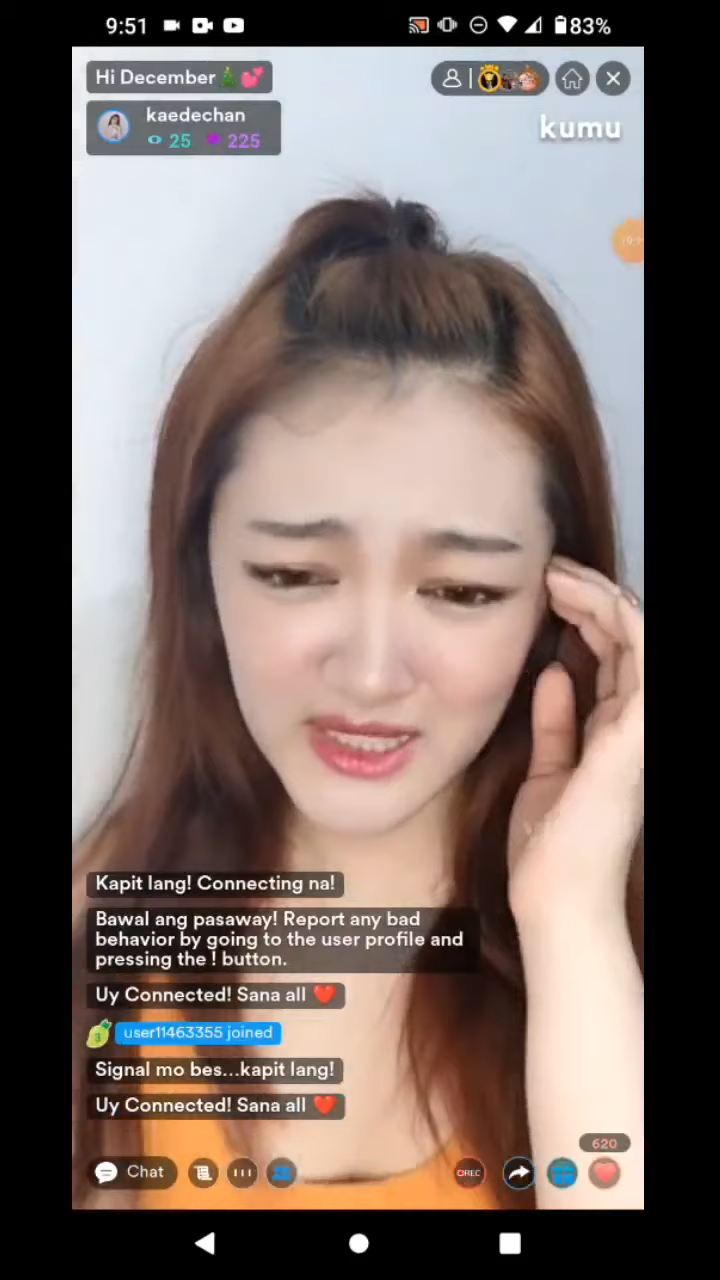 9:51
83%
Hi December🎄💕
kaedechan
25 225
kumu
Kapit lang! Connecting na!
Bawal ang pasaway! Report any bad
behavior by going to the user profile and
pressing the ! button.
Uy Connected! Sana all ❤️
3
user11463355 joined
Signal mo bes...kapit lang!
Uy Connected! Sana all ❤️
620
Chat
REC